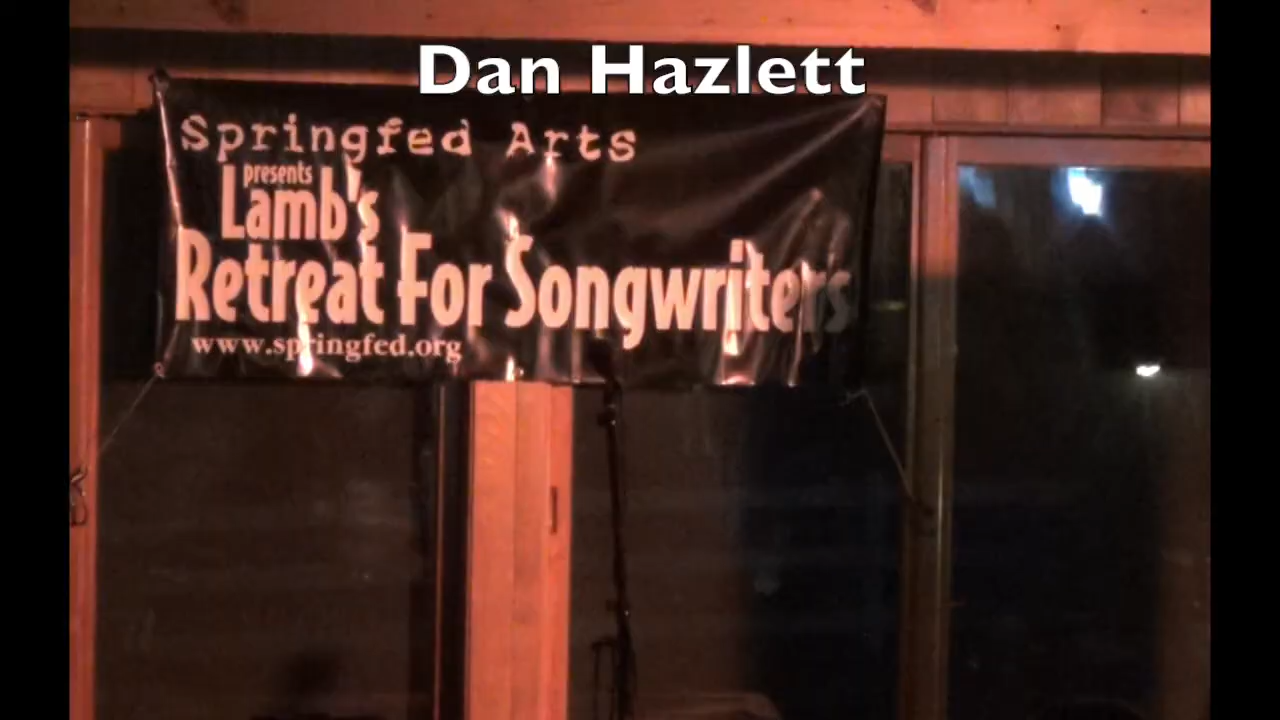 Dan Hazlett
Springfed Arts
presents
Lamb's
Retreat For Songwriters
www.springfed.org